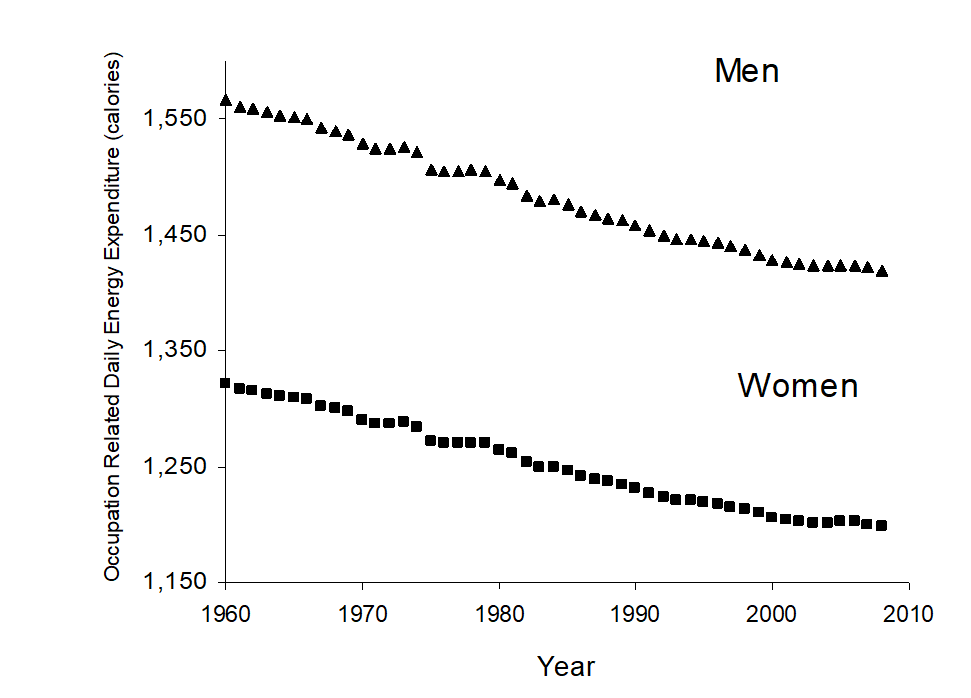 Men
Occupation Related Daily Energy Expenditure (calories)
1,550
1,450
1,350
Women
1,250
1,150
1960 1970 1980 1990 2000 2010
Year